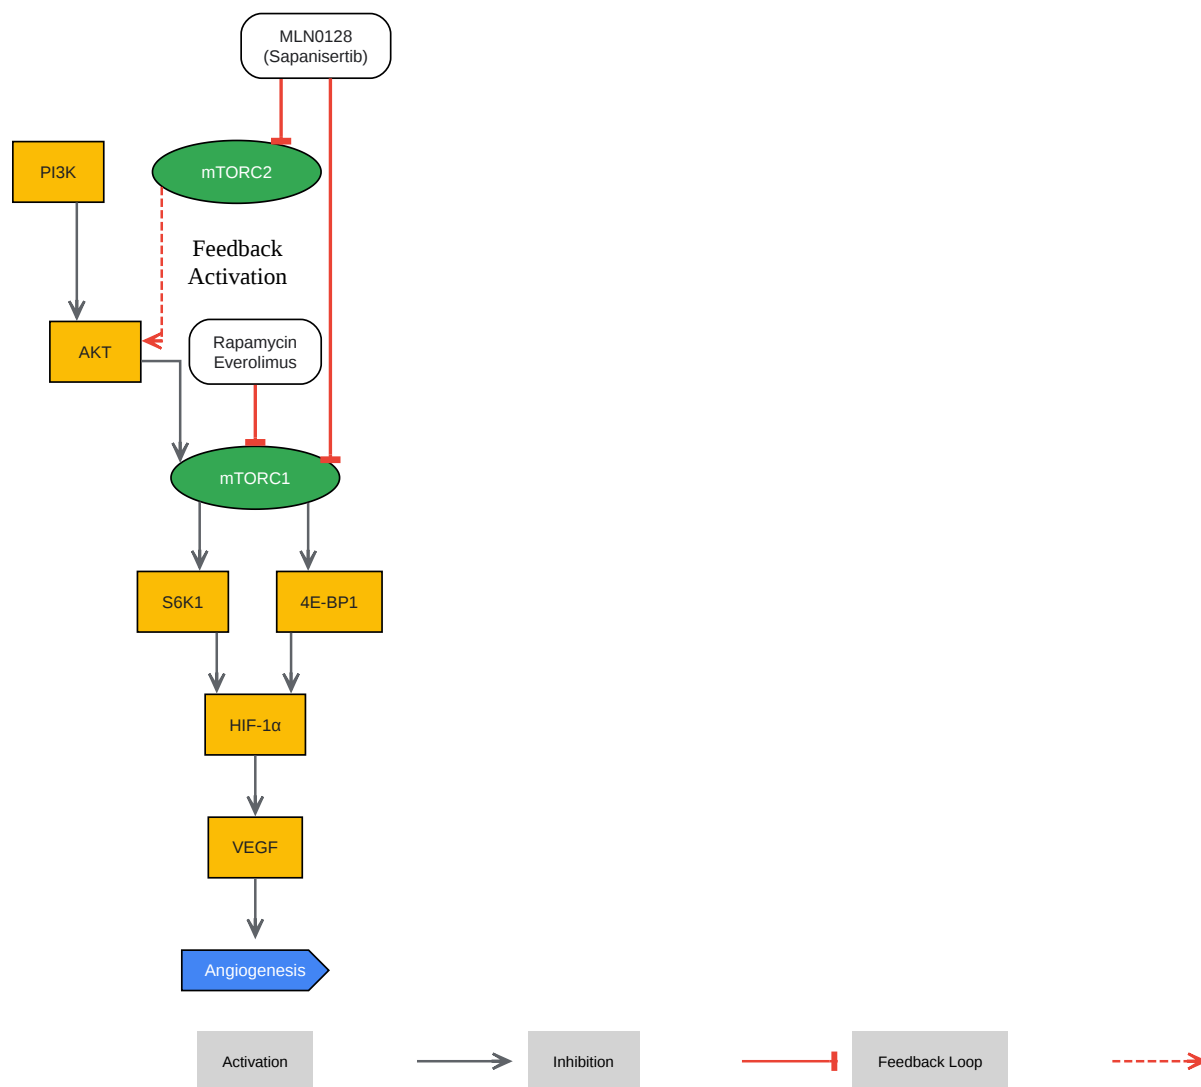 MLN0128
(Sapanisertib)
PI3K
mTORC2
Feedback
Activation
AKT
Rapamycin
Everolimus
mTORC1
S6K1
4E-BP1
HIF-1α
VEGF
Angiogenesis
Activation
Inhibition
Feedback Loop